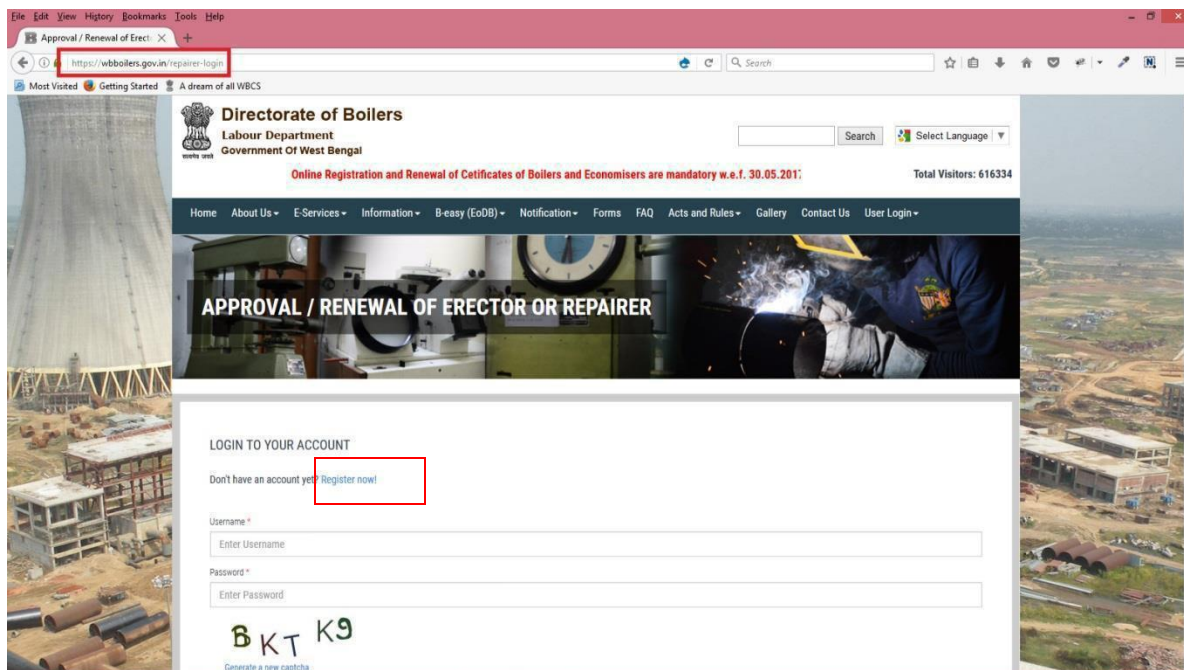 File Edit View History Bookmarks Tools Help
Approval / Renewal of Erect
https://wbboilers.gov.in/repairer-login
Search
Most Visited Getting Started A dream of all WBCS
Directorate of Boilers
Labour Department
Government Of West Bengal
सत्यमेव जयते
Search
Select Language
Online Registration and Renewal of Cetificates of Boilers and Economisers are mandatory w.e.f. 30.05.2017
Total Visitors: 616334
Home About Us E-Services Information B-easy (EoDB) Notification Forms FAQ Acts and Rules Gallery Contact Us User Login
APPROVAL / RENEWAL OF ERECTOR OR REPAIRER
LOGIN TO YOUR ACCOUNT
Don't have an account yet? Register now!
Username *
Enter Username
Password *
Enter Password
BKTK9
Generate a new captcha